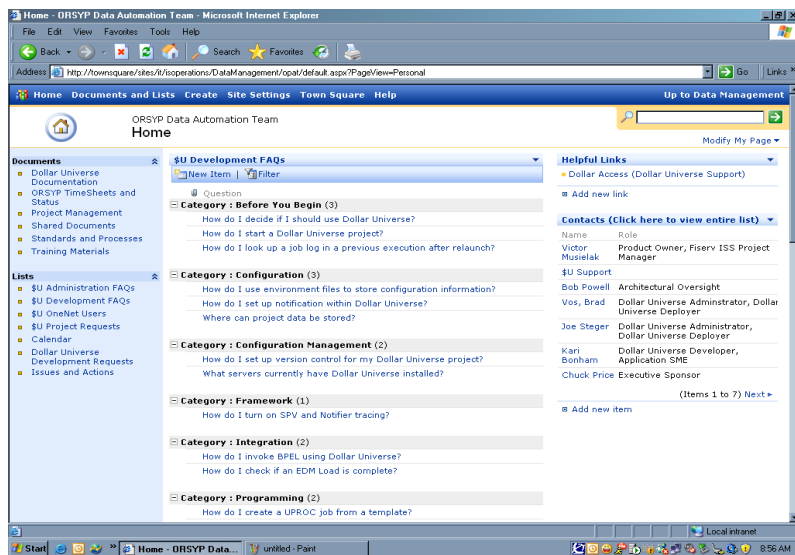 Home - ORSYP Data Automation Team - Microsoft Internet Explorer
File Edit View Favorites Tools Help
Back Search Favorites
Address http://townsquare/sites/it/isoperations/DataManagement/opat/default.aspx?PageView=Personal Go Links »
Home Documents and Lists Create Site Settings Town Square Help Up to Data Management
ORSYP Data Automation Team
Home
Modify My Page
Documents
Dollar Universe
Documentation
ORSYP TimeSheets and
Status
Project Management
Shared Documents
Standards and Processes
Training Materials
Lists
$U Administration FAQs
$U Development FAQs
$U OneNet Users
$U Project Requests
Calendar
Dollar Universe
Development Requests
Issues and Actions
$U Development FAQs
New Item | Filter
Question
Category : Before You Begin (3)
How do I decide if I should use Dollar Universe?
How do I start a Dollar Universe project?
How do I look up a job log in a previous execution after relaunch?
Category : Configuration (3)
How do I use environment files to store configuration information?
How do I set up notification within Dollar Universe?
Where can project data be stored?
Category : Configuration Management (2)
How do I set up version control for my Dollar Universe project?
What servers currently have Dollar Universe installed?
Category : Framework (1)
How do I turn on SPV and Notifier tracing?
Category : Integration (2)
How do I invoke BPEL using Dollar Universe?
How do I check if an EDM Load is complete?
Category : Programming (2)
How do I create a UPROC job from a template?
Helpful Links
Dollar Access (Dollar Universe Support)
Add new link
Contacts (Click here to view entire list)
Name Role
Victor Musielak Product Owner, Fiserv ISS Project Manager
$U Support
Bob Powell Architectural Oversight
Vos, Brad Dollar Universe Adminstrator, Dollar Universe Deployer
Joe Steger Dollar Universe Administrator, Dollar Universe Deployer
Kari Bonham Dollar Universe Developer, Application SME
Chuck Price Executive Sponsor
(Items 1 to 7) Next
Add new item
Local intranet
Start » Home - ORSYP Data... untitled - Paint 8:56 AM